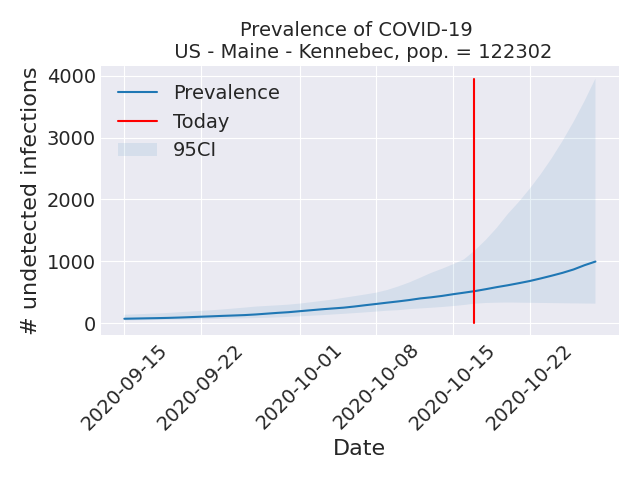 Prevalence of COVID-19
US - Maine - Kennebec, pop. = 122302
4000
3000
2000
1000
0
# undetected infections
Prevalence
Today
95CI
2020-09-15
2020-09-22
2020-10-01
2020-10-08
2020-10-15
2020-10-22
Date